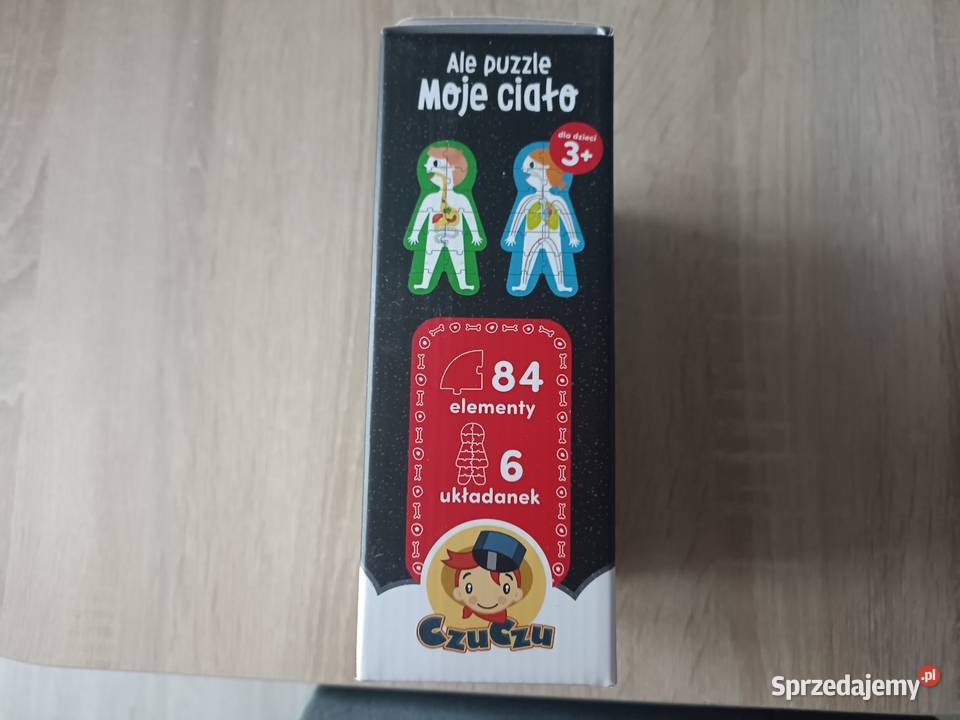 Ale puzzle
Moje ciało
dla dzieci
3+
84
elementy
6
układanek
CzuCzu
Sprzedajemy.pl